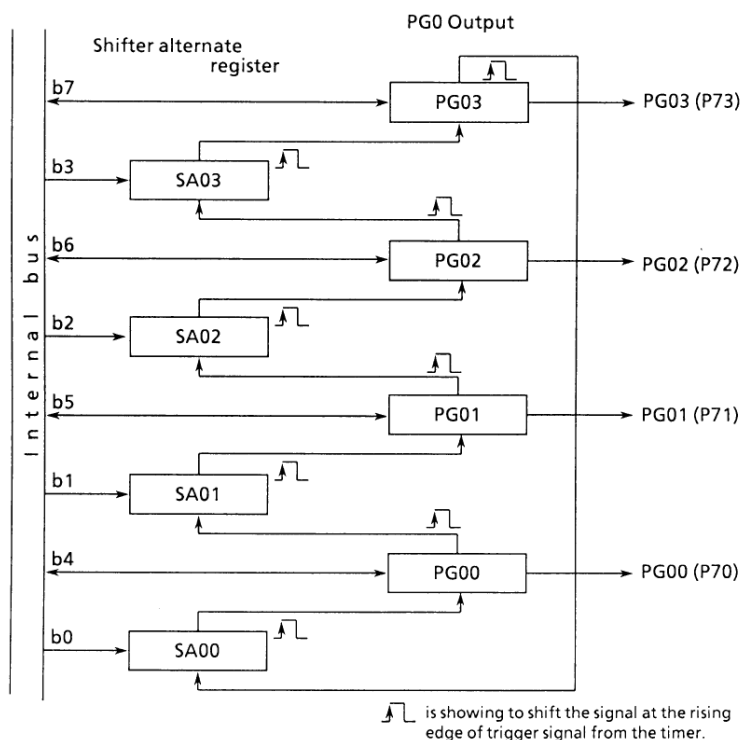 PG0 Output
Shifter alternate
register
b7
PG03
PG03 (P73)
b3
SA03
b6
PG02
PG02 (P72)
b2
SA02
b5
PG01
PG01 (P71)
b1
SA01
b4
PG00
PG00 (P70)
b0
SA00
Internal bus
is showing to shift the signal at the rising
edge of trigger signal from the timer.